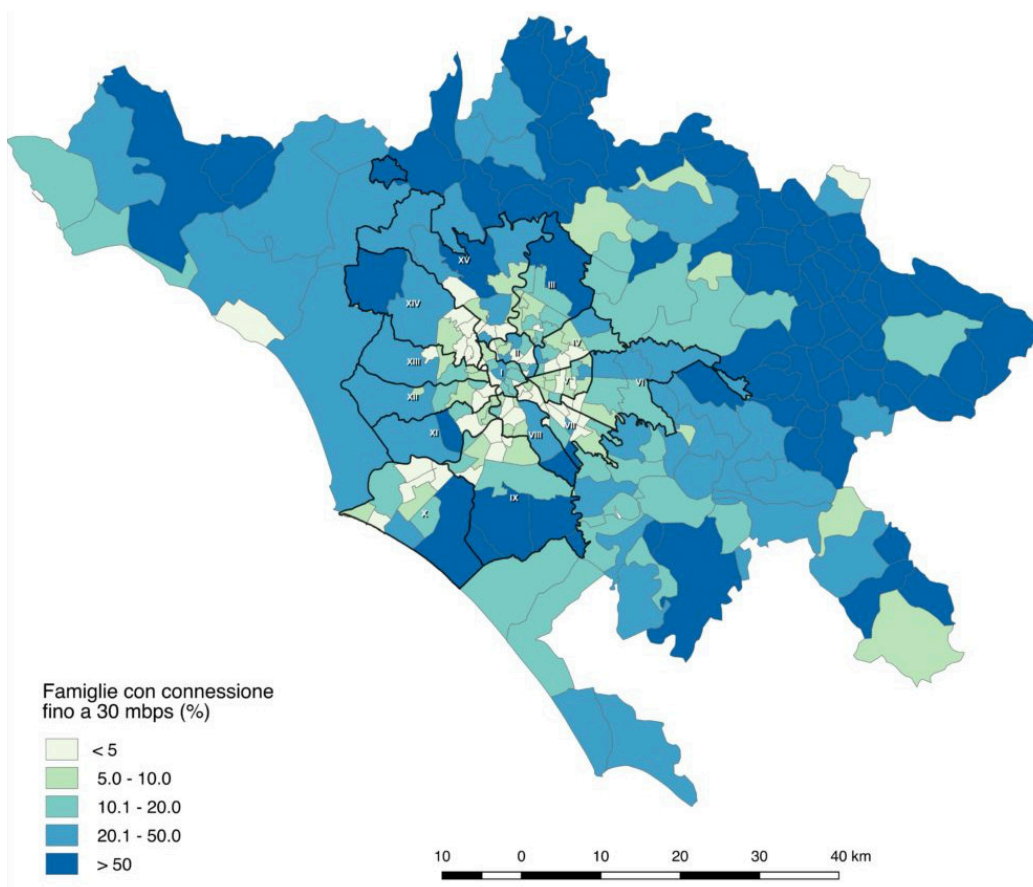 XV
III
XIV
IV
II
XIII
I
V
VI
XII
VII
XI
VIII
IX
X
Famiglie con connessione
fino a 30 mbps (%)
< 5
5.0 - 10.0
10.1 - 20.0
20.1 - 50.0
> 50
10 0 10 20 30 40 km